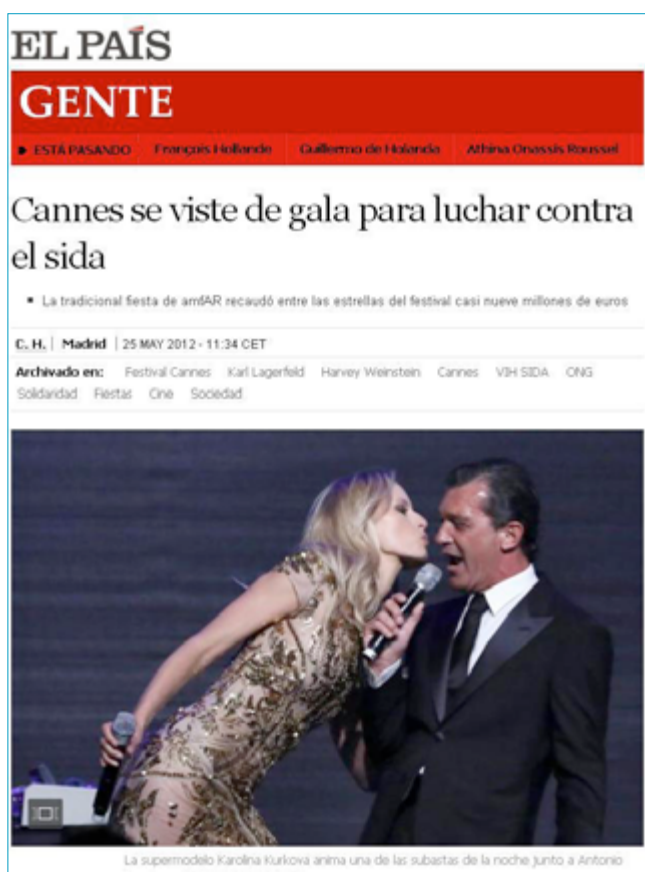 EL PAÍS
GENTE
▶ ESTÁ PASANDO François Hollande Guillermo de Holanda Athina Onassis Roussel
Cannes se viste de gala para luchar contra
el sida
▪ La tradicional fiesta de amfAR recaudó entre las estrellas del festival casi nueve millones de euros
C. H. | Madrid | 25 MAY 2012 - 11:34 CET
Archivado en: Festival Cannes Karl Lagerfeld Harvey Weinstein Cannes VIH SIDA ONG
Solidaridad Fiestas Cine Sociedad
La supermodelo Karolina Kurkova anima una de las subastas de la noche junto a Antonio